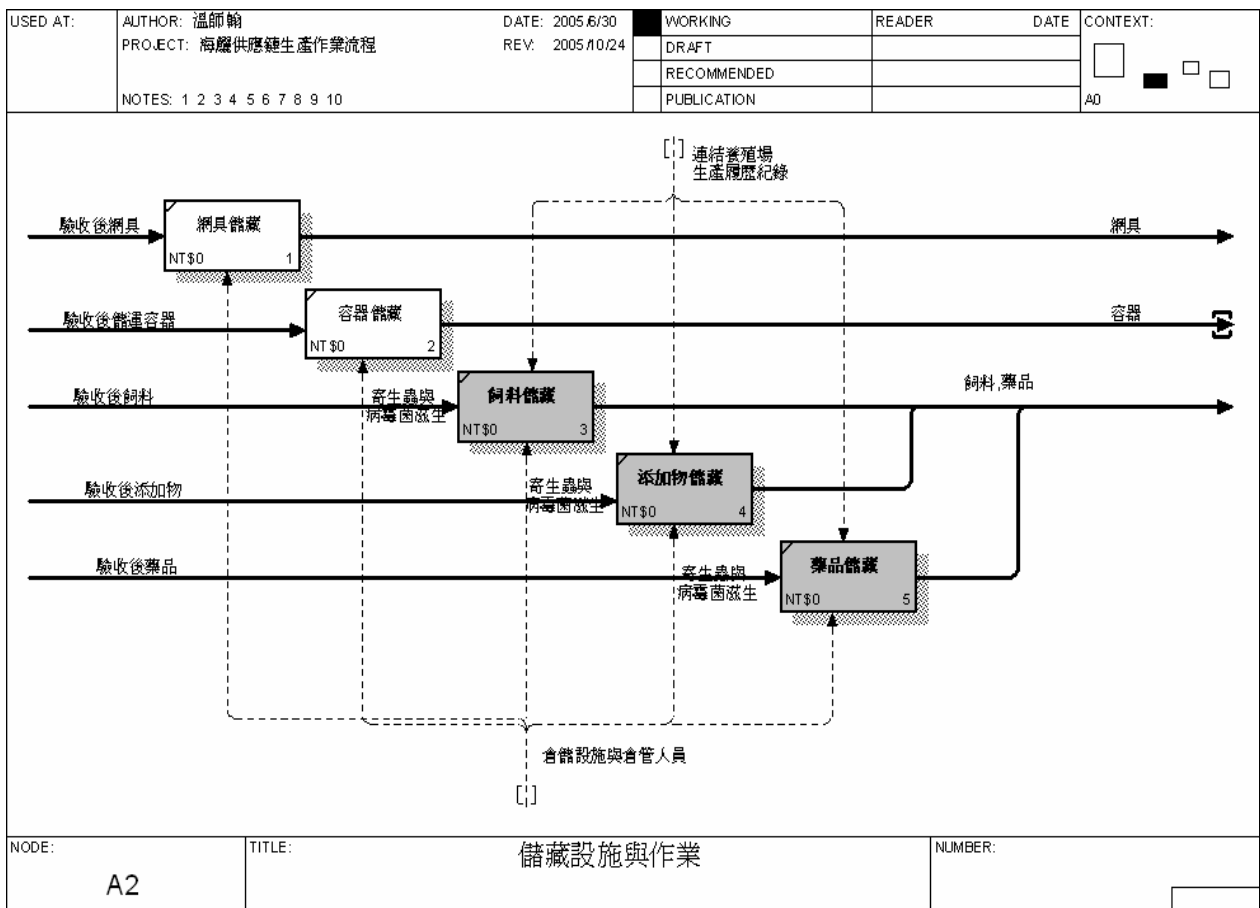 USED AT:
AUTHOR: 溫師翰
DATE: 2005/6/30
WORKING
READER
DATE
CONTEXT:
PROJECT: 海鱺供應鏈生產作業流程
REV: 2005/10/24
DRAFT
RECOMMENDED
NOTES: 1 2 3 4 5 6 7 8 9 10
PUBLICATION
A0
連結養殖場
生產履歷紀錄
驗收後網具
網具儲藏
NT$0 1
網具
驗收後儲運容器
容器儲藏
NT$0 2
容器
驗收後飼料
寄生蟲與
病霉菌滋生
飼料儲藏
NT$0 3
飼料,藥品
驗收後添加物
寄生蟲與
病霉菌滋生
添加物儲藏
NT$0 4
驗收後藥品
寄生蟲與
病霉菌滋生
藥品儲藏
NT$0 5
倉儲設施與倉管人員
NODE:
A2
TITLE:
儲藏設施與作業
NUMBER: